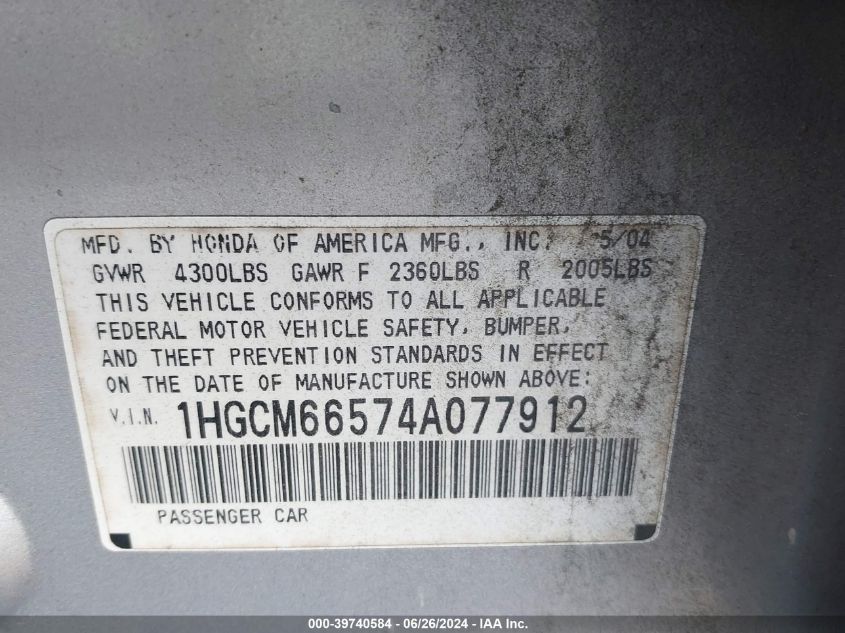 MFD. BY HONDA OF AMERICA MFG., INC. 5/04
GVWR 4300LBS GAWR F 2360LBS R 2005LBS
THIS VEHICLE CONFORMS TO ALL APPLICABLE
FEDERAL MOTOR VEHICLE SAFETY, BUMPER,
AND THEFT PREVENTION STANDARDS IN EFFECT
ON THE DATE OF MANUFACTURE SHOWN ABOVE:
V.I.N. 1HGCM66574A077912
PASSENGER CAR
000-39740584 / 06/26/2024 - IAA Inc.